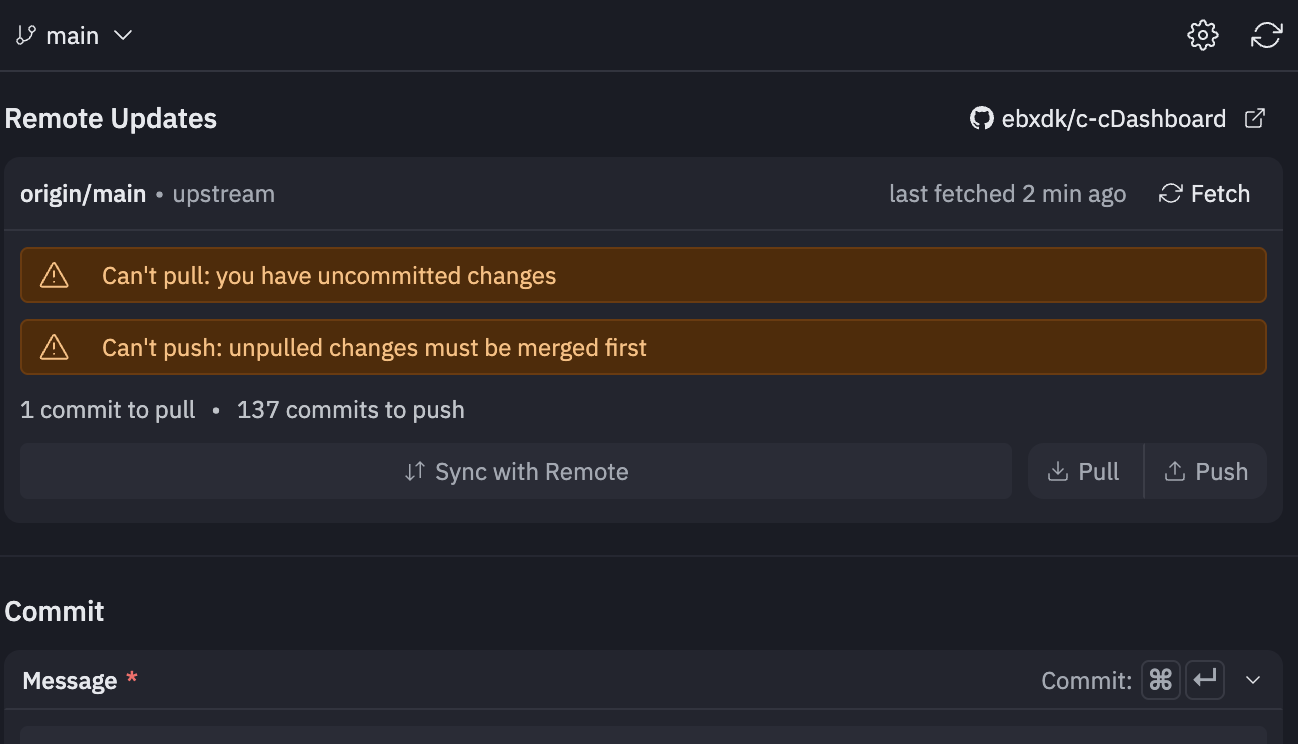 main
Remote Updates
ebxdk/c-cDashboard
origin/main • upstream
last fetched 2 min ago
Fetch
Can't pull: you have uncommitted changes
Can't push: unpulled changes must be merged first
1 commit to pull • 137 commits to push
Sync with Remote
Pull
Push
Commit
Message *
Commit: ⌘ ↵